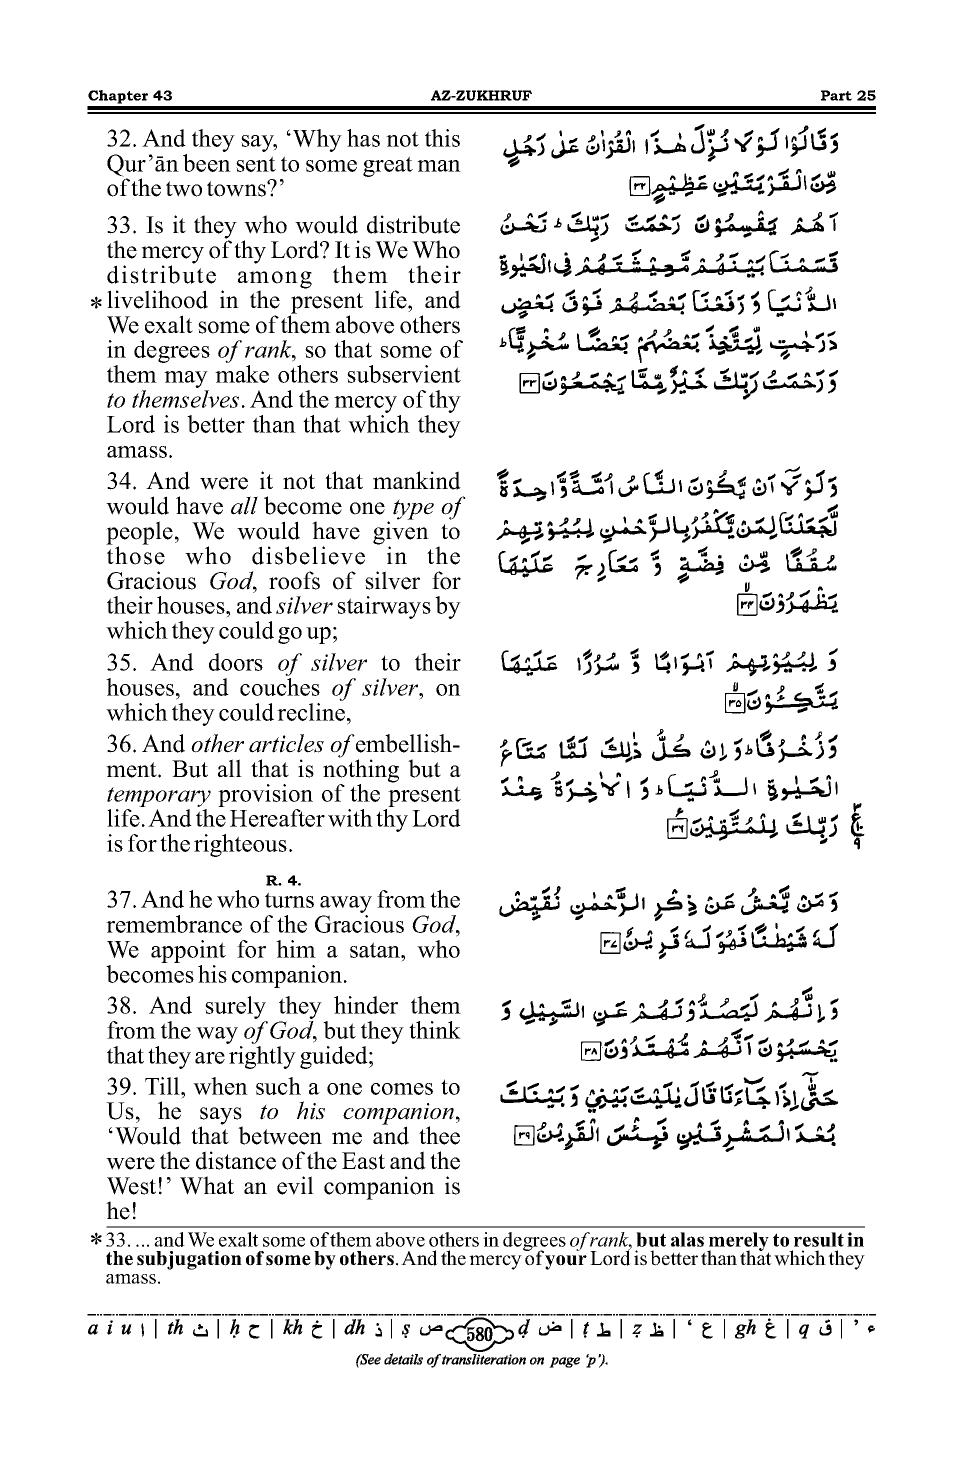 Chapter 43 AZ-ZUKHRUF Part 25
32. And they say, ‘Why has not this
Qur’ān been sent to some great man
of the two towns?’
وَقَالُوْا لَوْ لَا نُزِّلَ هٰذَا الْقُرْاٰنُ عَلٰى رَجُلٍ
مِّنَ الْقَرْيَتَيْنِ عَظِيْمٍ ۳۲
33. Is it they who would distribute
the mercy of thy Lord? It is We Who
distribute among them their
* livelihood in the present life, and
We exalt some of them above others
in degrees of rank, so that some of
them may make others subservient
to themselves. And the mercy of thy
Lord is better than that which they
amass.
اَهُمْ يَقْسِمُوْنَ رَحْمَتَ رَبِّكَ ؕ نَحْنُ
قَسَمْنَا بَيْنَهُمْ مَّعِيْشَتَهُمْ فِى الْحَيٰوةِ
الدُّنْيَا وَ رَفَعْنَا بَعْضَهُمْ فَوْقَ بَعْضٍ
دَرَجٰتٍ لِّيَتَّخِذَ بَعْضُهُمْ بَعْضًا سُخْرِيًّا ؕ
وَ رَحْمَتُ رَبِّكَ خَيْرٌ مِّمَّا يَجْمَعُوْنَ ۳۳
34. And were it not that mankind
would have all become one type of
people, We would have given to
those who disbelieve in the
Gracious God, roofs of silver for
their houses, and silver stairways by
which they could go up;
وَ لَوْ لَاۤ اَنْ يَّكُوْنَ النَّاسُ اُمَّةً وَّاحِدَةً
لَّجَعَلْنَا لِمَنْ يَّكْفُرُ بِالرَّحْمٰنِ لِبُيُوْتِهِمْ
سُقُفًا مِّنْ فِضَّةٍ وَّ مَعَارِجَ عَلَيْهَا
يَظْهَرُوْنَ ۳۴
35. And doors of silver to their
houses, and couches of silver, on
which they could recline,
وَ لِبُيُوْتِهِمْ اَبْوَابًا وَّ سُرُرًا عَلَيْهَا
يَتَّكِـُٔوْنَ ۳۵
36. And other articles of embellish-
ment. But all that is nothing but a
temporary provision of the present
life. And the Hereafter with thy Lord
is for the righteous.
وَ زُخْرُفًا ؕ وَ اِنْ كُلُّ ذٰلِكَ لَمَّا مَتَاعُ
الْحَيٰوةِ الدُّنْيَا ؕ وَ الْاٰخِرَةُ عِنْدَ
رَبِّكَ لِلْمُتَّقِيْنَ ۳۶
R. 4.
37. And he who turns away from the
remembrance of the Gracious God,
We appoint for him a satan, who
becomes his companion.
وَ مَنْ يَّعْشُ عَنْ ذِكْرِ الرَّحْمٰنِ نُقَيِّضْ
لَهٗ شَيْطٰنًا فَهُوَ لَهٗ قَرِيْنٌ ۳۷
38. And surely they hinder them
from the way of God, but they think
that they are rightly guided;
وَ اِنَّهُمْ لَيَصُدُّوْنَهُمْ عَنِ السَّبِيْلِ وَ
يَحْسَبُوْنَ اَنَّهُمْ مُّهْتَدُوْنَ ۳۸
39. Till, when such a one comes to
Us, he says to his companion,
‘Would that between me and thee
were the distance of the East and the
West!’ What an evil companion is
he!
حَتّٰۤى اِذَا جَآءَنَا قَالَ يٰلَيْتَ بَيْنِيْ وَ بَيْنَكَ
بُعْدَ الْمَشْرِقَيْنِ فَبِئْسَ الْقَرِيْنُ ۳۹
* 33. ... and We exalt some of them above others in degrees of rank, but alas merely to result in
the subjugation of some by others. And the mercy of your Lord is better than that which they
amass.
a i u ا | th ث | ḥ ح | kh خ | dh ذ | ṣ ص 580 ḍ ض | ṭ ط | ẓ ظ | ‘ ع | gh غ | q ق | ’ ء
(See details of transliteration on page ‘p’).